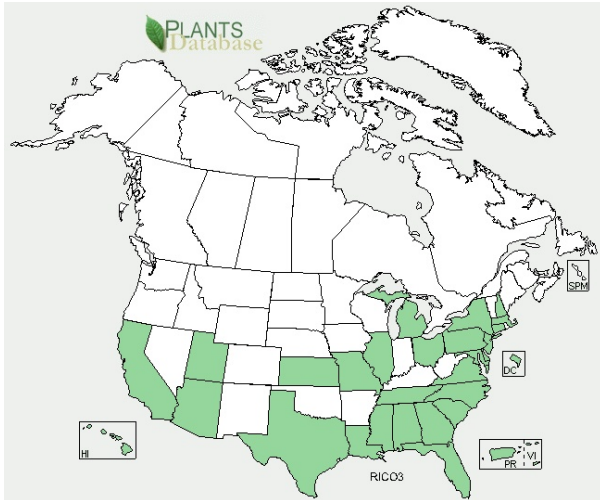 PLANTS
Database
SPM
DC
HI
PR
VI
RICO3